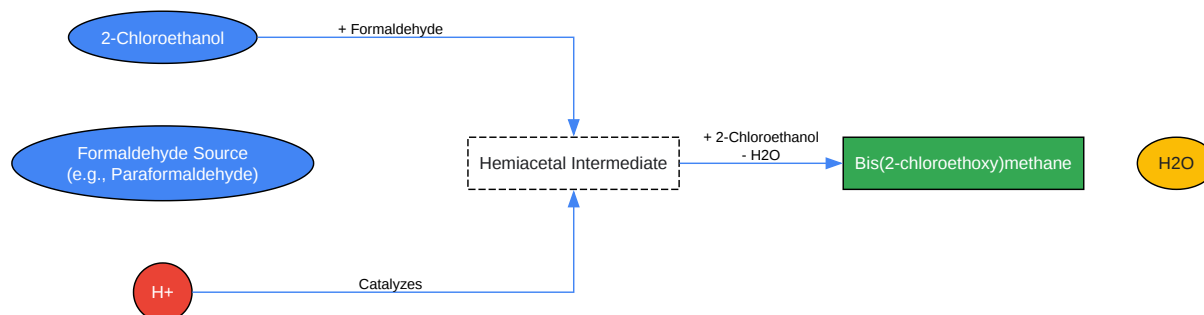 2-Chloroethanol
+ Formaldehyde
Formaldehyde Source
(e.g., Paraformaldehyde)
Hemiacetal Intermediate
+ 2-Chloroethanol
- H2O
Bis(2-chloroethoxy)methane
H2O
H+
Catalyzes